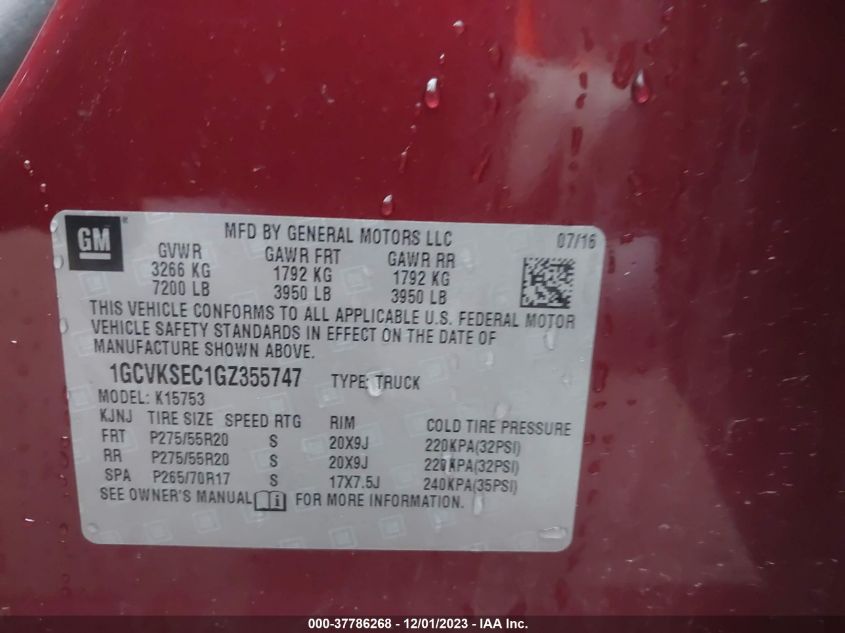 GM
MFD BY GENERAL MOTORS LLC 07/16
GVWR GAWR FRT GAWR RR
3266 KG 1792 KG 1792 KG
7200 LB 3950 LB 3950 LB
THIS VEHICLE CONFORMS TO ALL APPLICABLE U.S. FEDERAL MOTOR
VEHICLE SAFETY STANDARDS IN EFFECT ON THE DATE OF
MANUFACTURE SHOWN ABOVE.
1GCVKSEC1GZ355747 TYPE: TRUCK
MODEL: K15753
KJNJ TIRE SIZE SPEED RTG RIM COLD TIRE PRESSURE
FRT P275/55R20 S 20X9J 220KPA(32PSI)
RR P275/55R20 S 20X9J 220KPA(32PSI)
SPA P265/70R17 S 17X7.5J 240KPA(35PSI)
SEE OWNER'S MANUAL FOR MORE INFORMATION.
000-37786268 - 12/01/2023 - IAA Inc.